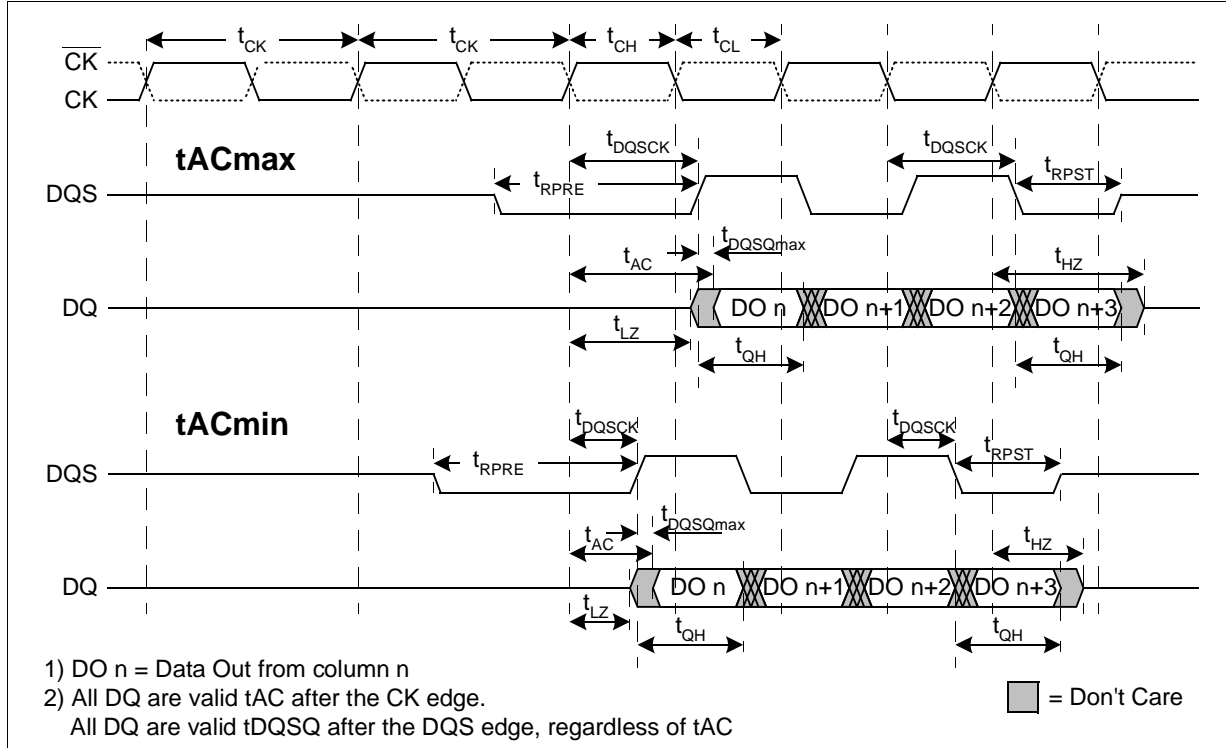 tCK tCK tCH tCL
CK
CK
tACmax
tDQSCK tDQSCK
tRPRE tRPST
DQS
tDQSQmax
tAC tHZ
DQ DO n DO n+1 DO n+2 DO n+3
tLZ
tQH tQH
tACmin
tDQSCK tDQSCK
tRPRE tRPST
DQS
tDQSQmax
tAC tHZ
DQ DO n DO n+1 DO n+2 DO n+3
tLZ
tQH tQH
1) DO n = Data Out from column n
2) All DQ are valid tAC after the CK edge.
All DQ are valid tDQSQ after the DQS edge, regardless of tAC
= Don't Care